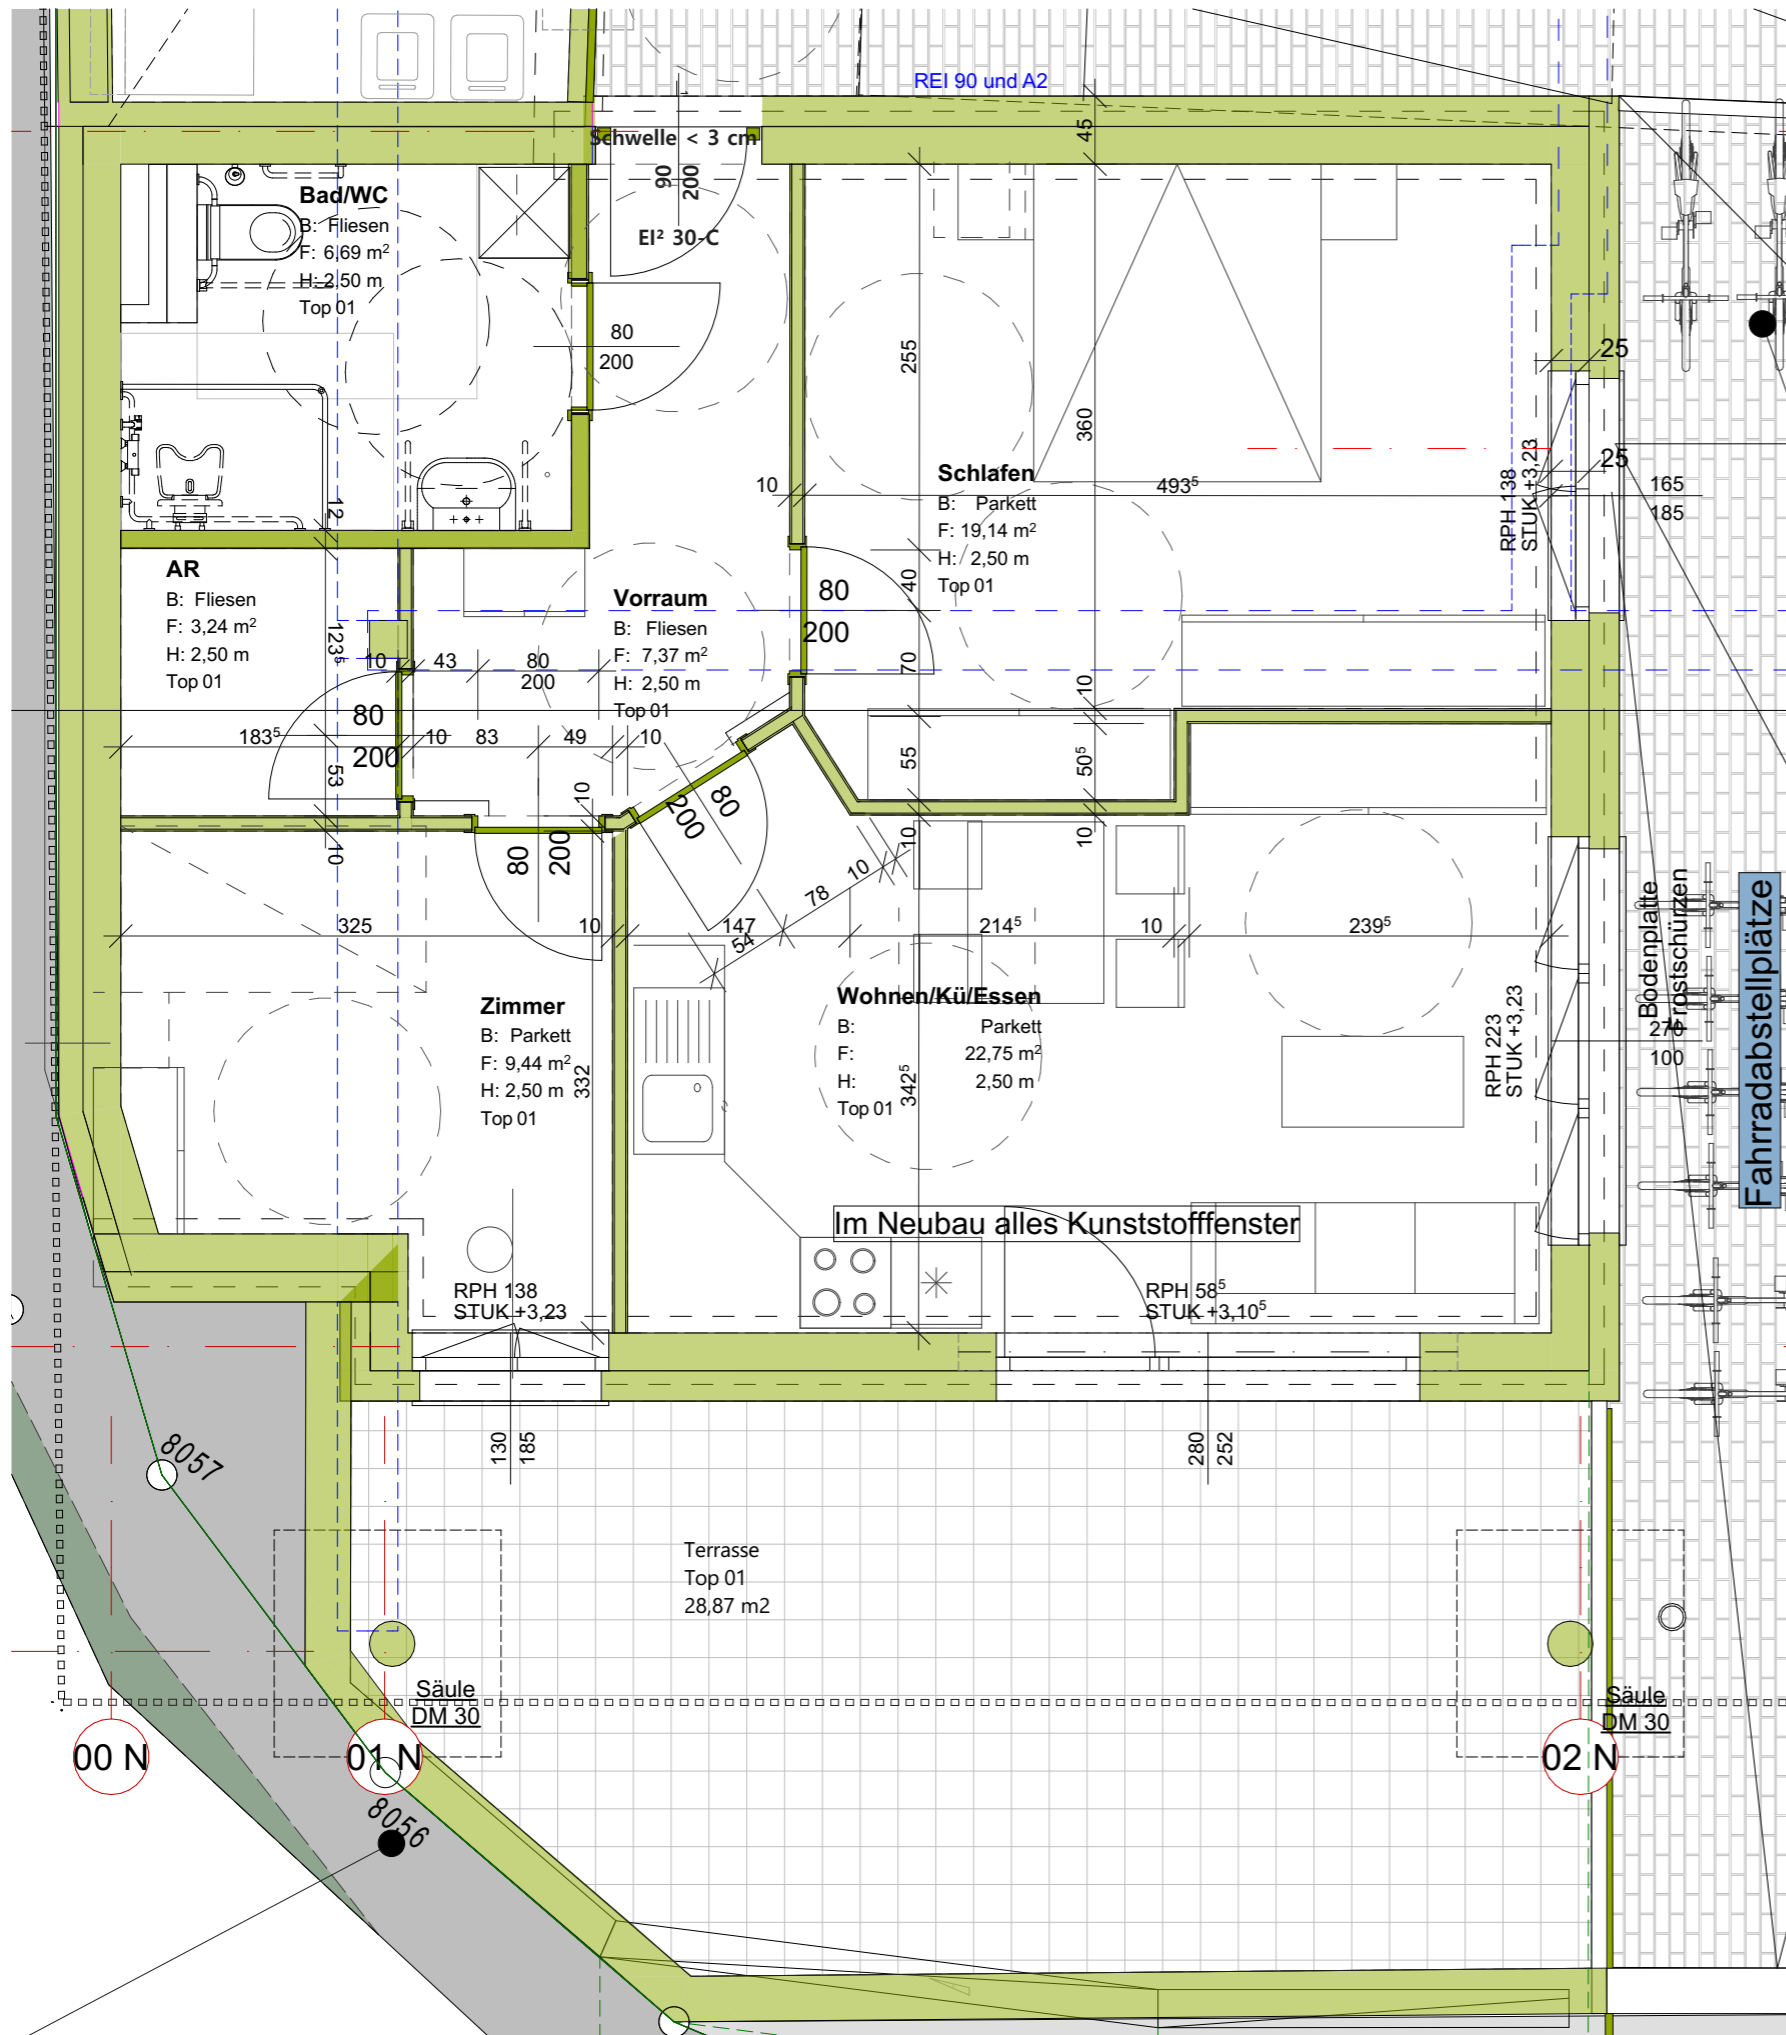 REI 90 und A2
45
Schwelle < 3 cm
90
200
EI² 30-C
Bad/WC
B: Fliesen
F: 6,69 m²
H: 2,50 m
Top 01
80
200
255
360
25
25
RPH 138
STUK +3,23
165
185
10
493⁵
Schlafen
B: Parkett
F: 19,14 m²
H: 2,50 m
Top 01
12
AR
B: Fliesen
F: 3,24 m²
H: 2,50 m
Top 01
123⁵
10
43
80
200
Vorraum
B: Fliesen
F: 7,37 m²
H: 2,50 m
Top 01
80
200
40
70
10
80
200
183⁵
10
83
49
10
53
10
10
55
50⁵
10
10
80
200
80
200
10
78
54
325
10
147
214⁵
10
239⁵
Zimmer
B: Parkett
F: 9,44 m²
H: 2,50 m
Top 01
332
Wohnen/Kü/Essen
B: Parkett
F: 22,75 m²
H: 2,50 m
Top 01
342⁵
RPH 223
STUK +3,23
Bodenplatte
Frostschürzen
270
100
Fahrradabstellplätze
Im Neubau alles Kunststofffenster
RPH 138
STUK +3,23
RPH 58⁵
STUK +3,10⁵
130
185
280
252
8057
Terrasse
Top 01
28,87 m2
Säule
DM 30
Säule
DM 30
00 N
01 N
02 N
8056